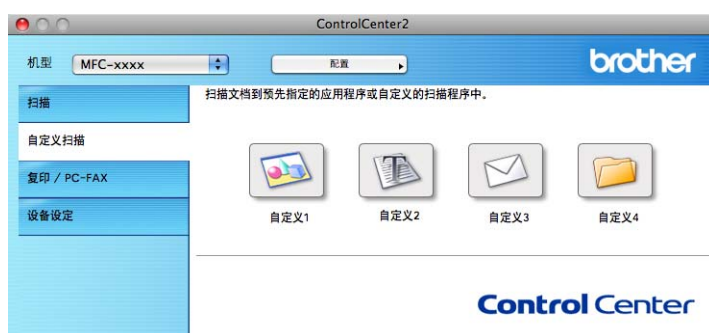 ControlCenter2
机型 MFC-xxxx 配置 brother
扫描
扫描文档到预先指定的应用程序或自定义的扫描程序中。
自定义扫描
复印 / PC-FAX
设备设定
自定义1 自定义2 自定义3 自定义4
Control Center